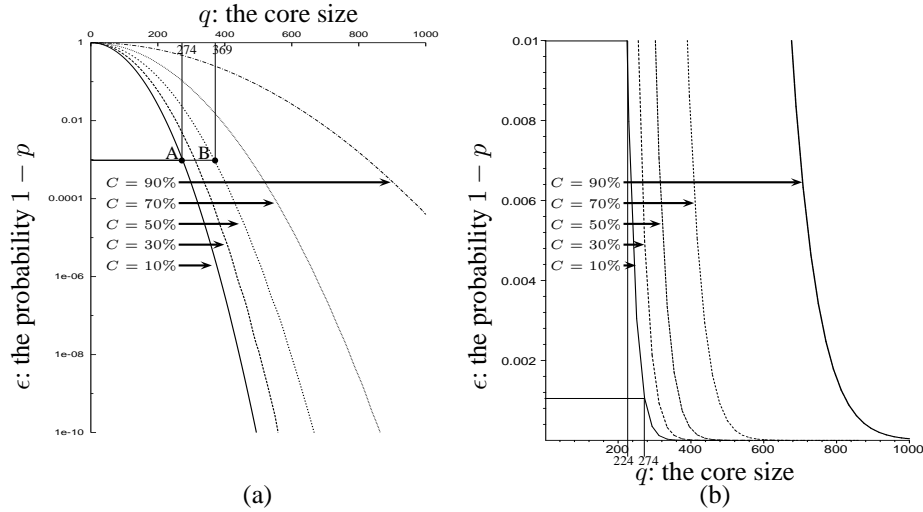 q: the core size
0 200 400 600 800 1000
274 369
1
0.01
0.0001
1e-06
1e-08
1e-10
ϵ: the probability 1 − p
A B
C = 90%
C = 70%
C = 50%
C = 30%
C = 10%
(a)
0.01
0.008
0.006
0.004
0.002
ϵ: the probability 1 − p
C = 90%
C = 70%
C = 50%
C = 30%
C = 10%
200 400 600 800 1000
224 274
q: the core size
(b)